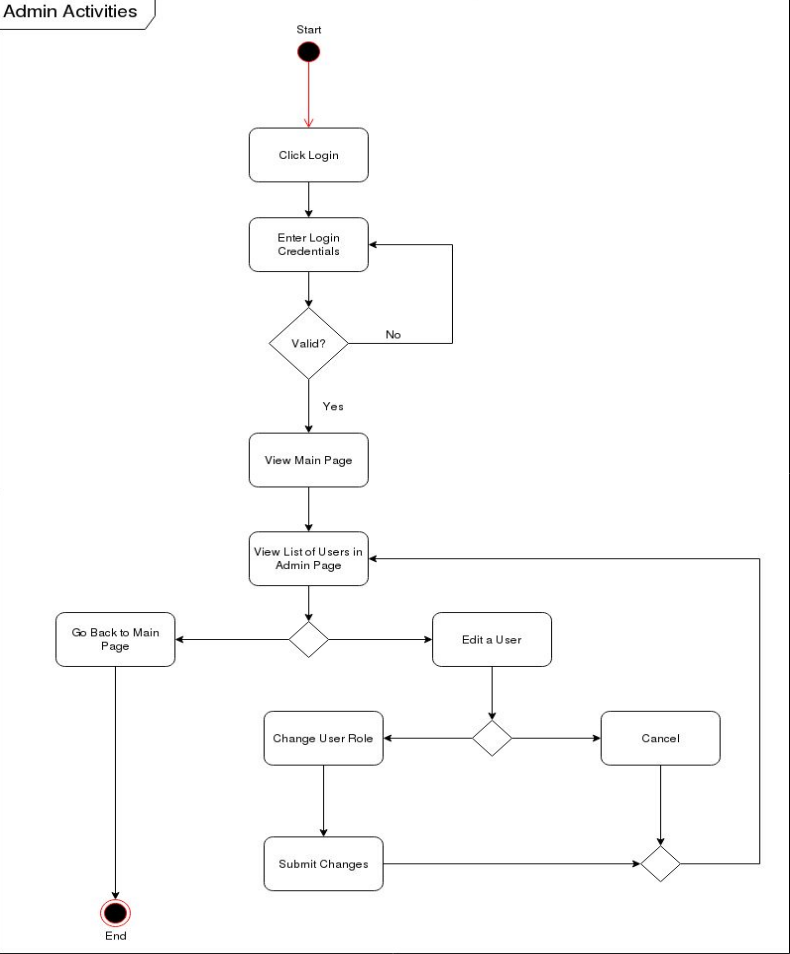 Admin Activities
Start
Click Login
Enter Login
Credentials
Valid?
No
Yes
View Main Page
View List of Users in
Admin Page
Go Back to Main
Page
Edit a User
Change User Role
Cancel
Submit Changes
End